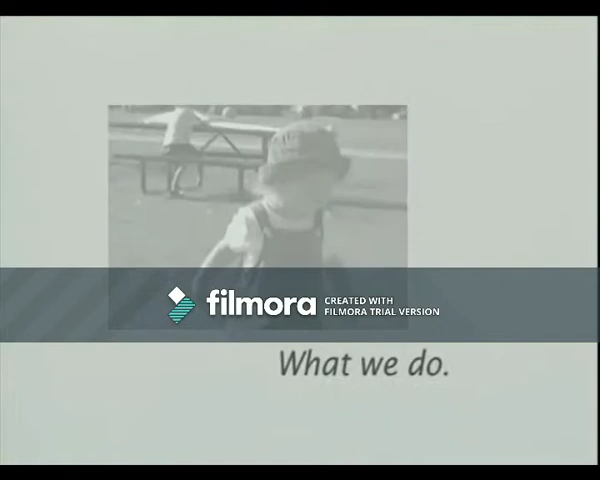 filmora
CREATED WITH
FILMORA TRIAL VERSION
What we do.